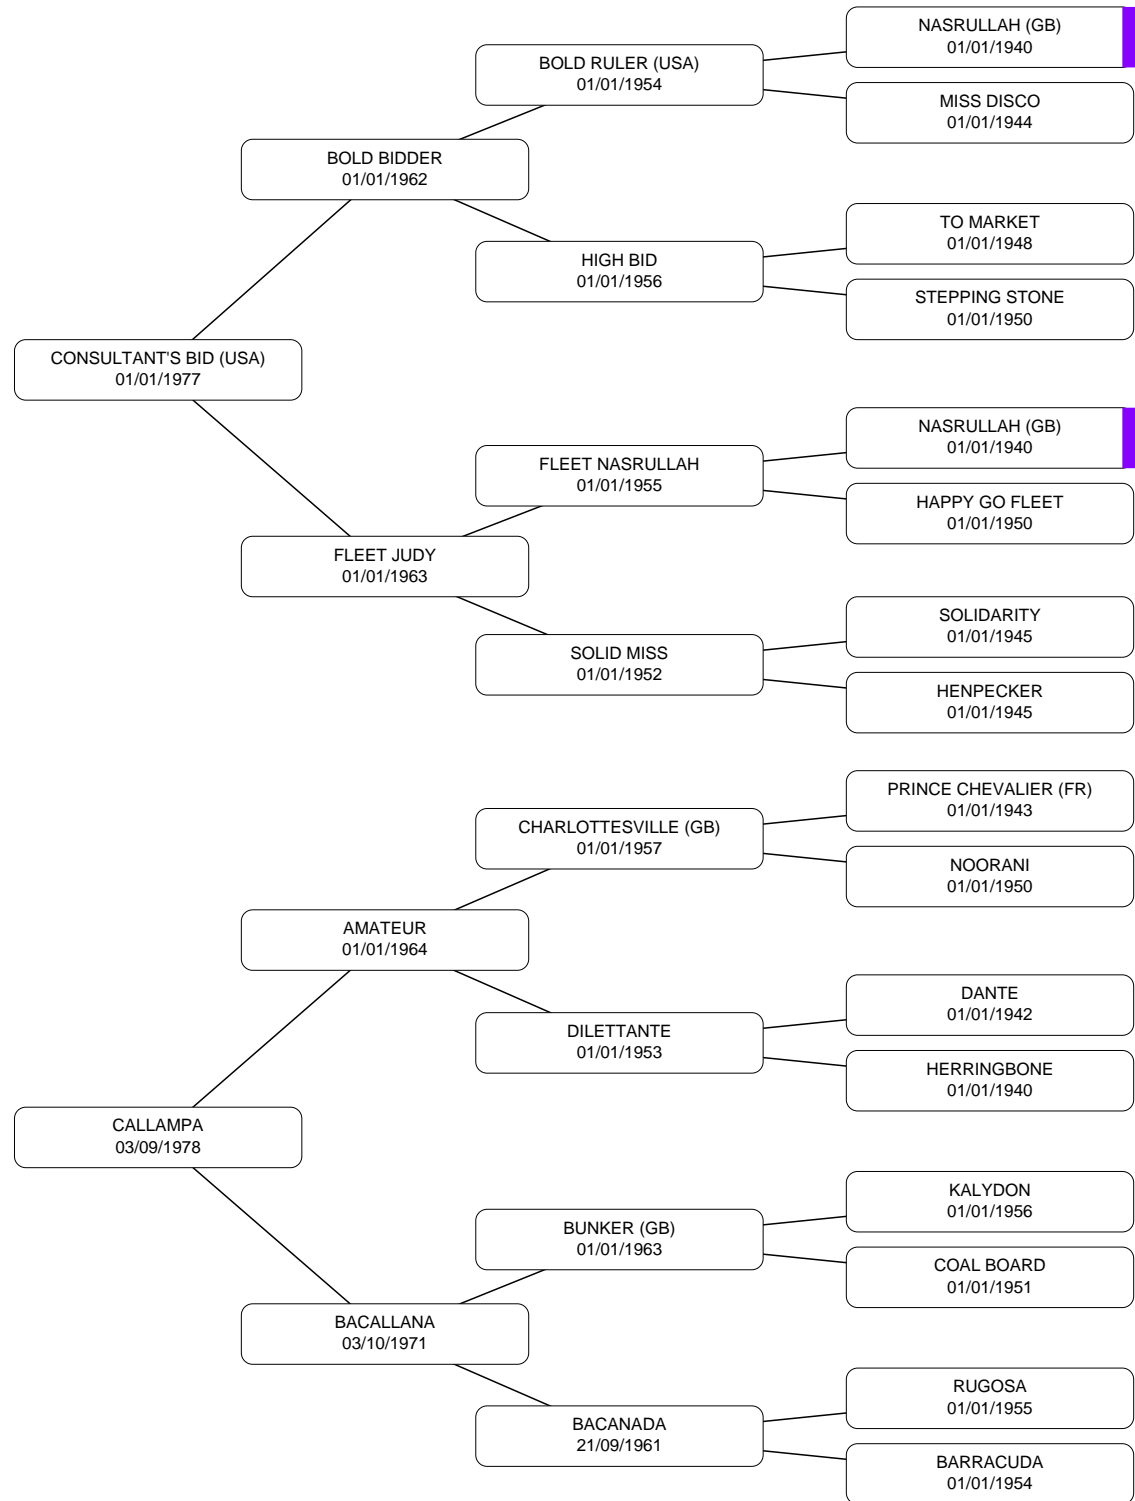 NASRULLAH (GB)
01/01/1940
BOLD RULER (USA)
01/01/1954
MISS DISCO
01/01/1944
BOLD BIDDER
01/01/1962
TO MARKET
01/01/1948
HIGH BID
01/01/1956
STEPPING STONE
01/01/1950
CONSULTANT'S BID (USA)
01/01/1977
NASRULLAH (GB)
01/01/1940
FLEET NASRULLAH
01/01/1955
HAPPY GO FLEET
01/01/1950
FLEET JUDY
01/01/1963
SOLIDARITY
01/01/1945
SOLID MISS
01/01/1952
HENPECKER
01/01/1945
PRINCE CHEVALIER (FR)
01/01/1943
CHARLOTTESVILLE (GB)
01/01/1957
NOORANI
01/01/1950
AMATEUR
01/01/1964
DANTE
01/01/1942
DILETTANTE
01/01/1953
HERRINGBONE
01/01/1940
CALLAMPA
03/09/1978
KALYDON
01/01/1956
BUNKER (GB)
01/01/1963
COAL BOARD
01/01/1951
BACALLANA
03/10/1971
RUGOSA
01/01/1955
BACANADA
21/09/1961
BARRACUDA
01/01/1954